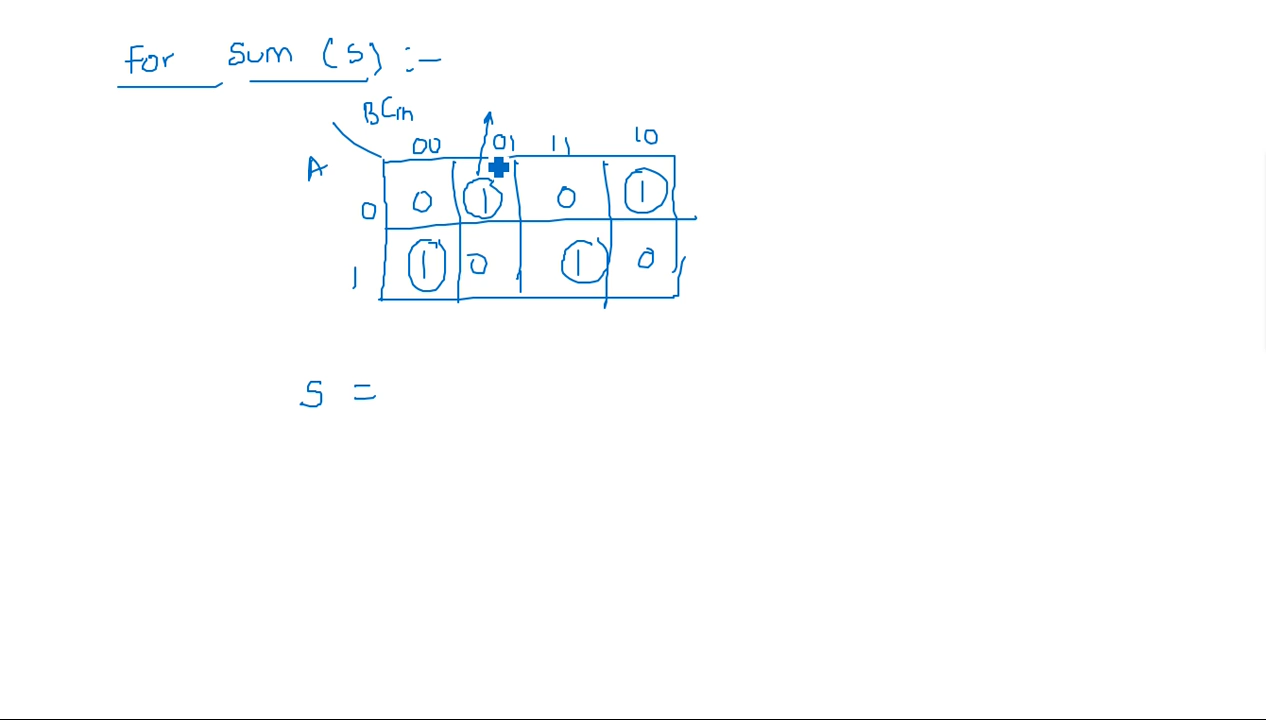 For Sum (S) :-
BCin
00 01 11 10
A
0 0 1 0 1
1 1 0 1 0
S =